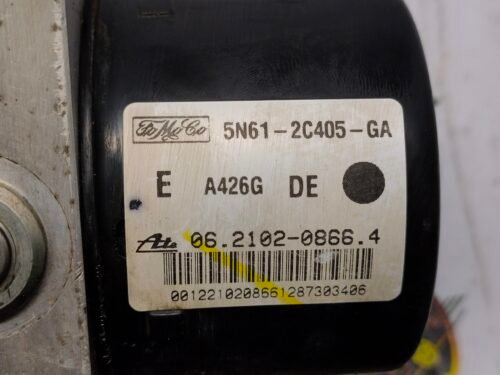 FoMoCo 5N61-2C405-GA
E A426G DE
Ate 06.2102-0866.4
0012210208661287303406